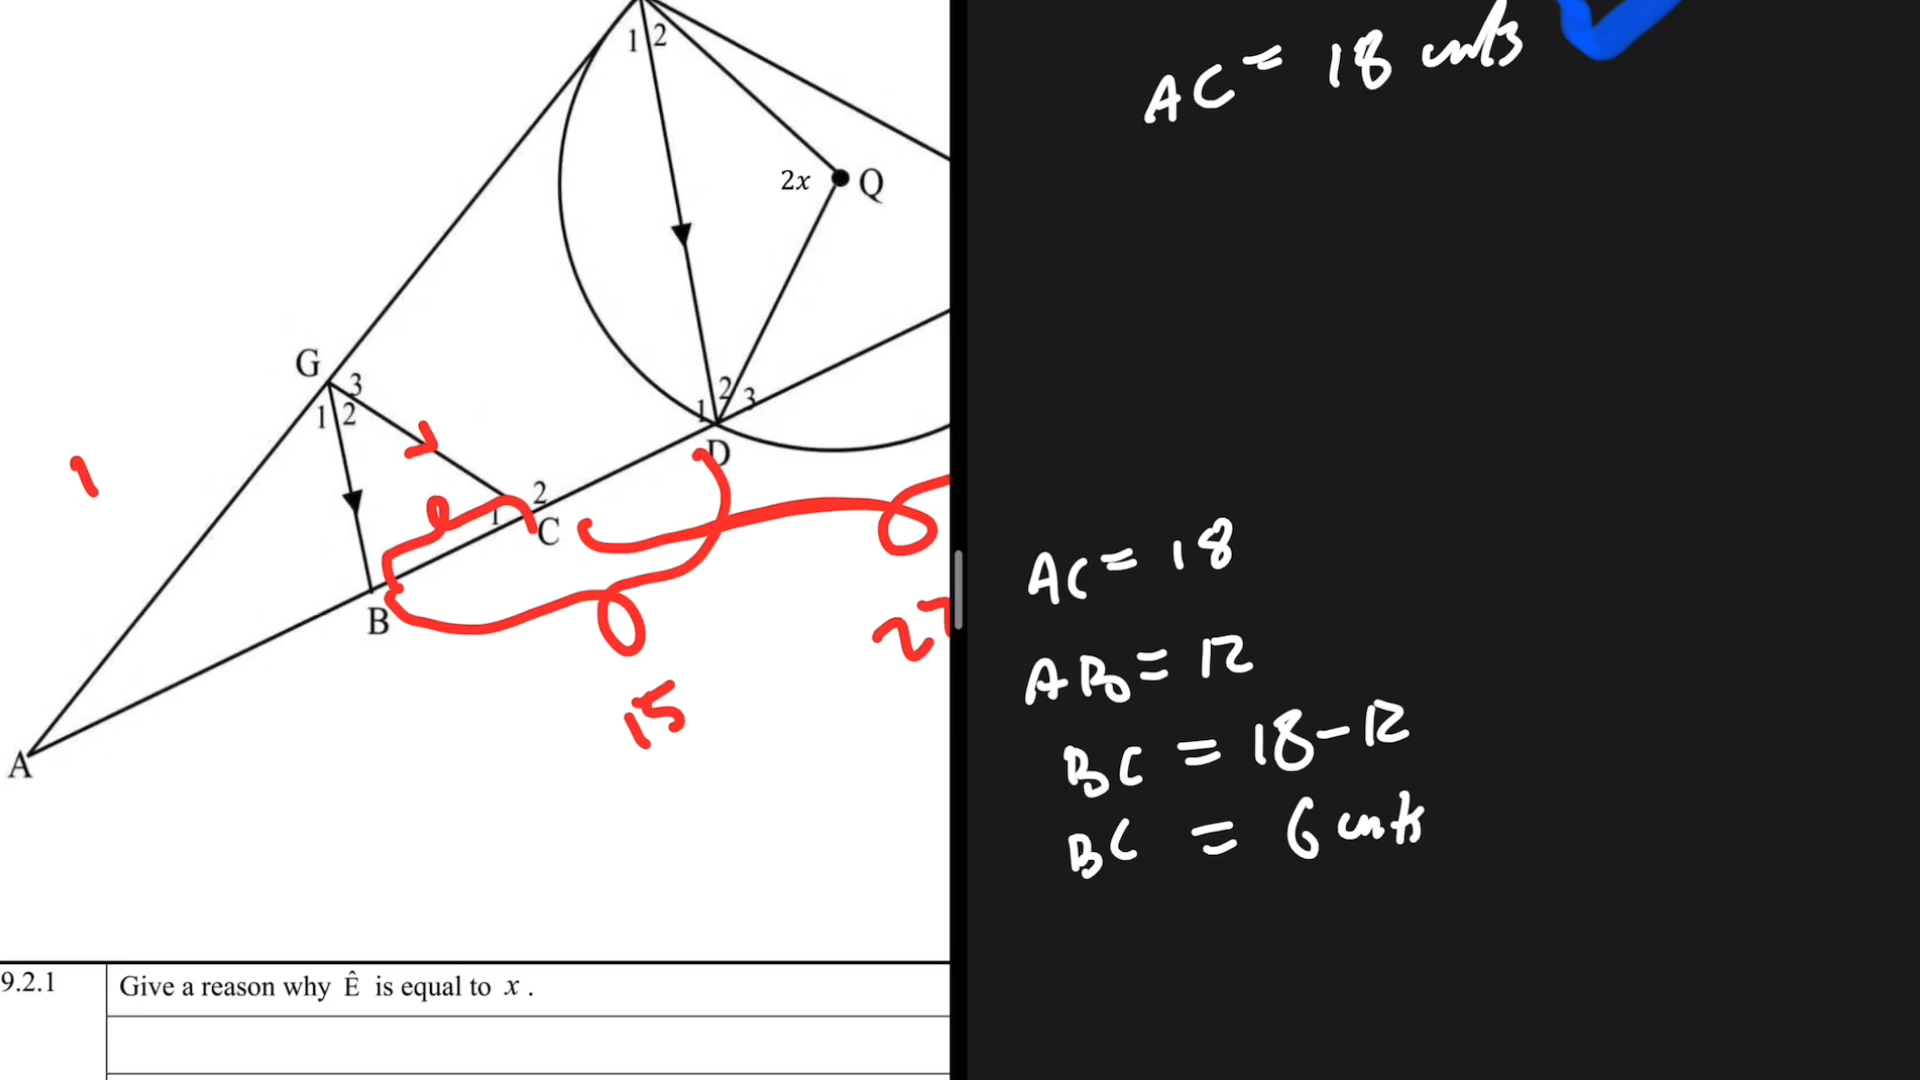 1 2
2x
Q
G
3
1 2
1 2 3
D
2
1
C
B
A
15
9.2.1
Give a reason why Ê is equal to x .
AC = 18 units
AC = 18
AB = 12
BC = 18 - 12
BC = 6 units